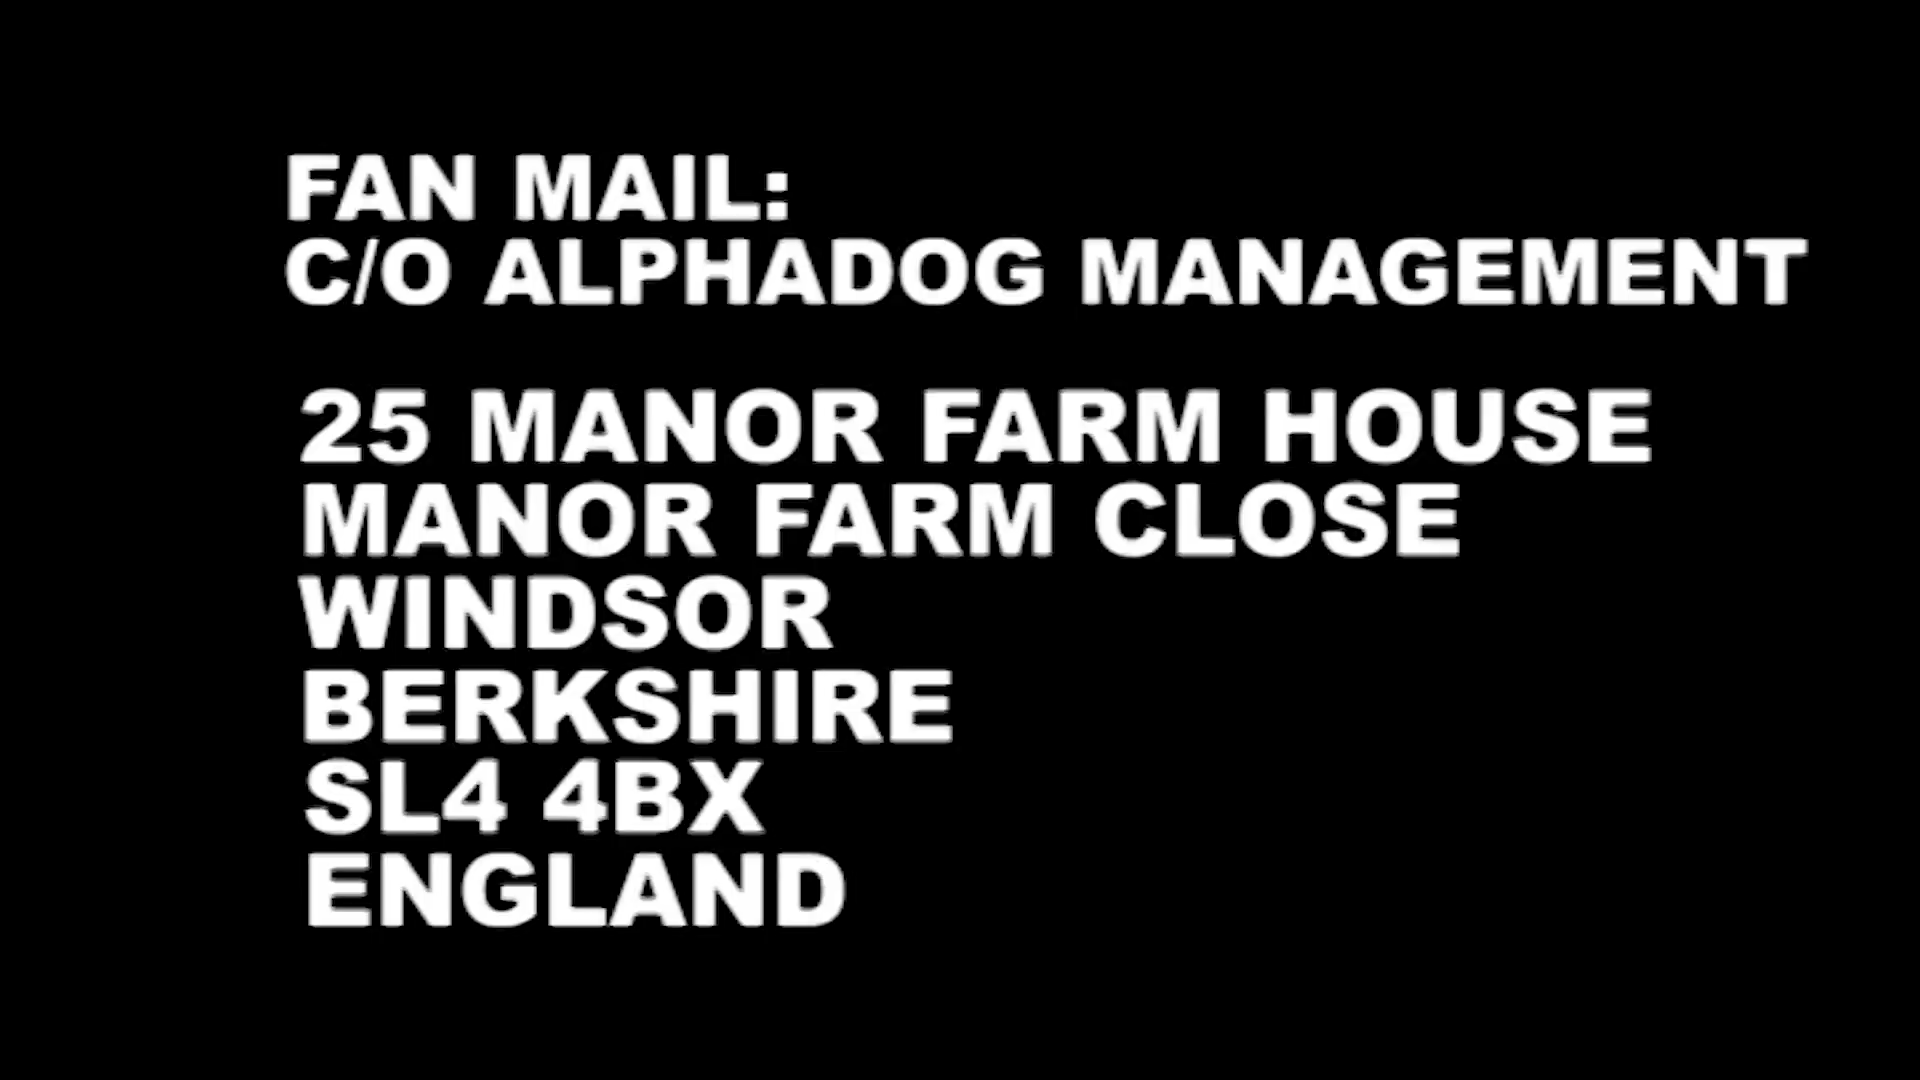 FAN MAIL:
C/O ALPHADOG MANAGEMENT
25 MANOR FARM HOUSE
MANOR FARM CLOSE
WINDSOR
BERKSHIRE
SL4 4BX
ENGLAND